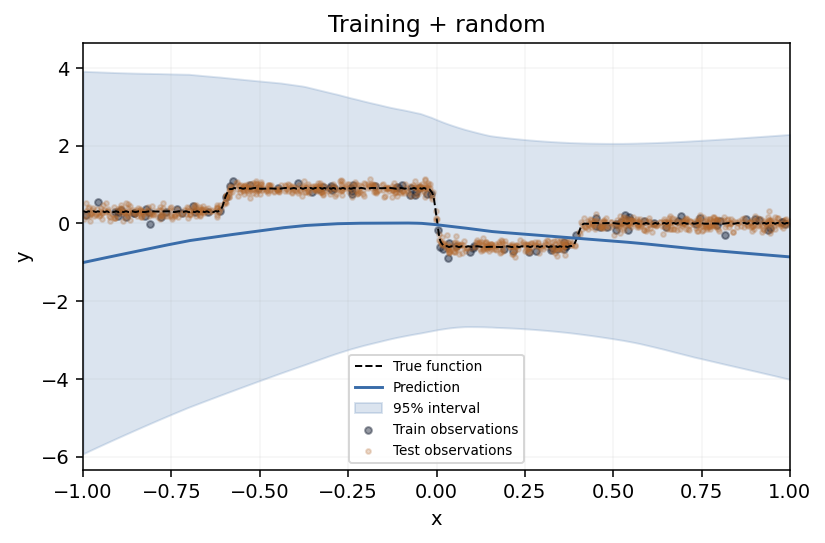 Training + random
4
2
0
−2
−4
−6
y
True function
Prediction
95% interval
Train observations
Test observations
−1.00 −0.75 −0.50 −0.25 0.00 0.25 0.50 0.75 1.00
x